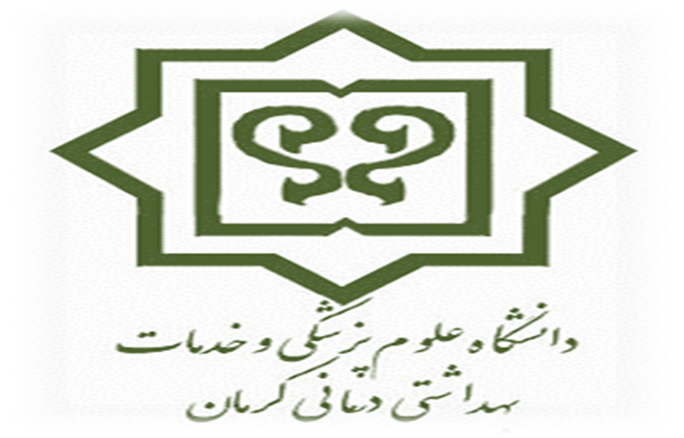 دانشگاه علوم پزشکی و خدمات
بهداشتی درمانی کرمان